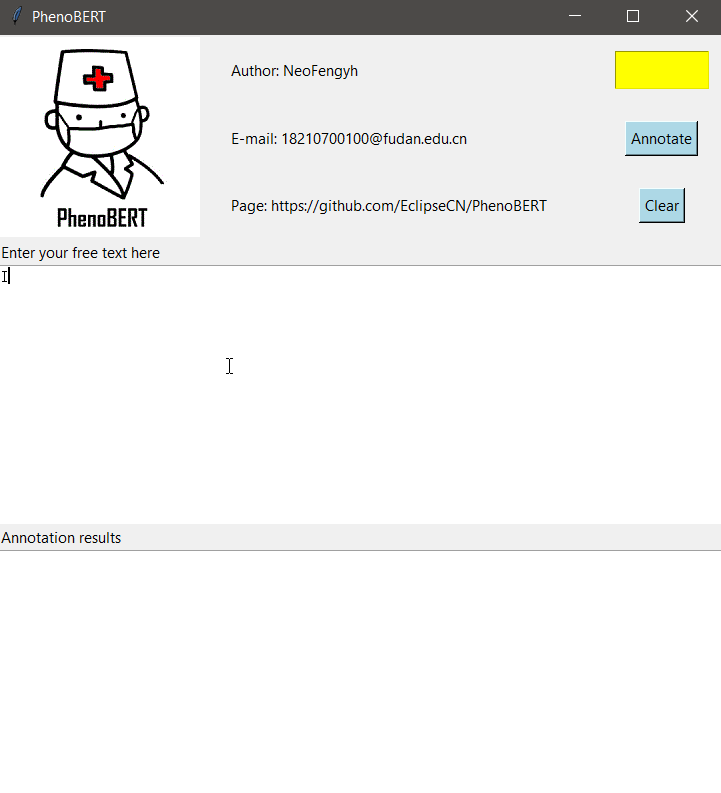 PhenoBERT
Author: NeoFengyh
E-mail: 18210700100@fudan.edu.cn
Annotate
Page: https://github.com/EclipseCN/PhenoBERT
Clear
PhenoBERT
Enter your free text here
Annotation results